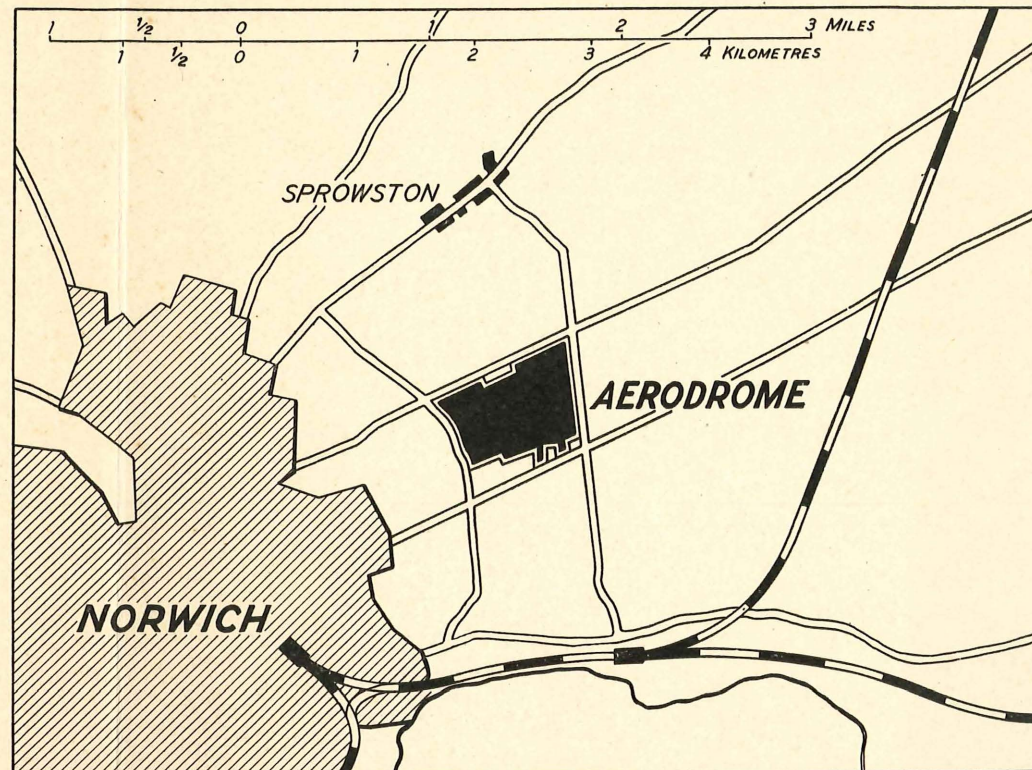 1 ½ 0 1 2 3 MILES
1 ½ 0 1 2 3 4 KILOMETRES
SPROWSTON
AERODROME
NORWICH